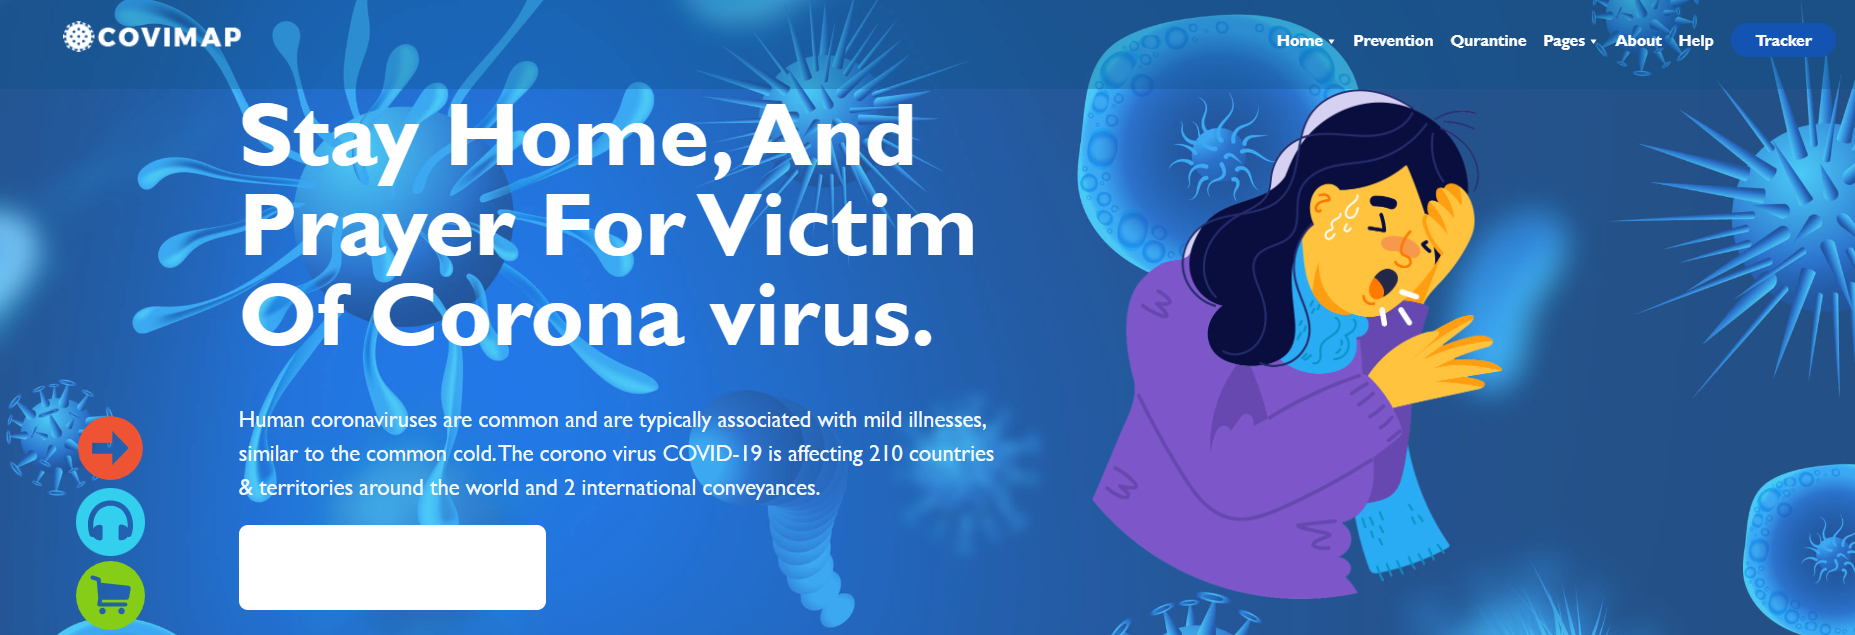 COVIMAP
Home Prevention Qurantine Pages About Help Tracker
Stay Home, And
Prayer For Victim
Of Corona virus.
Human coronaviruses are common and are typically associated with mild illnesses,
similar to the common cold. The corono virus COVID-19 is affecting 210 countries
& territories around the world and 2 international conveyances.